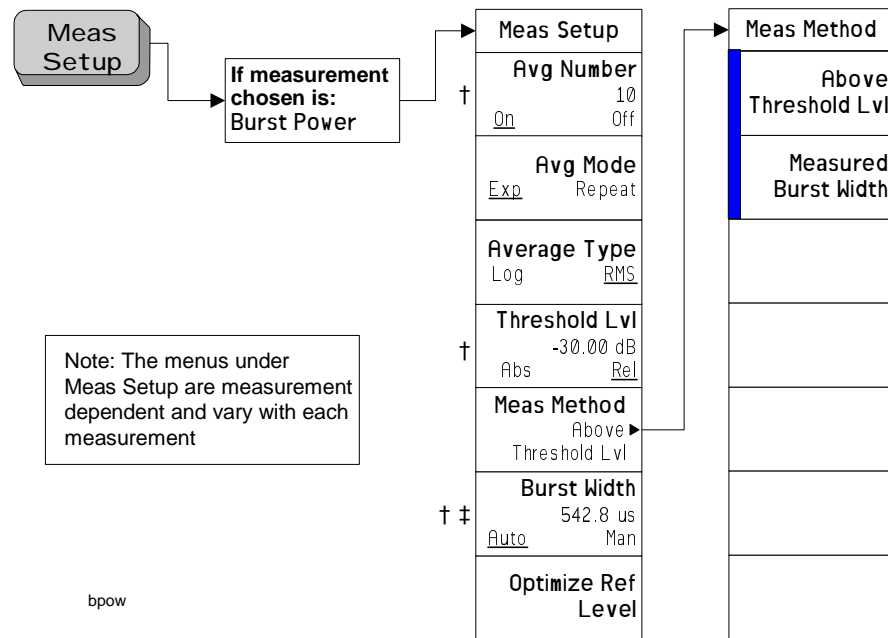 Meas
Setup
If measurement
chosen is:
Burst Power
Meas Setup
Avg Number
†
10
On Off
Avg Mode
Exp Repeat
Average Type
Log RMS
Threshold Lvl
†
-30.00 dB
Abs Rel
Meas Method
Above
Threshold Lvl
Burst Width
† ‡
542.8 us
Auto Man
Optimize Ref
Level
Meas Method
Above
Threshold Lvl
Measured
Burst Width
Note: The menus under
Meas Setup are measurement
dependent and vary with each
measurement
bpow